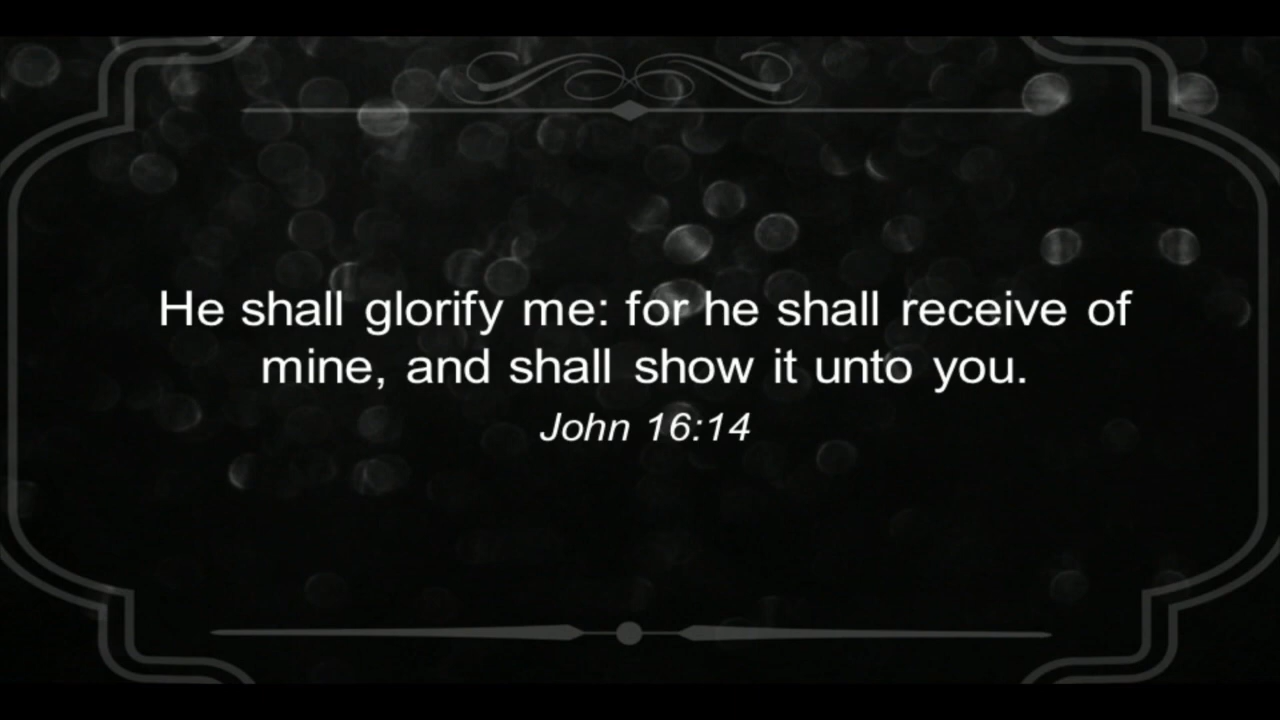 He shall glorify me: for he shall receive of
mine, and shall show it unto you.
John 16:14